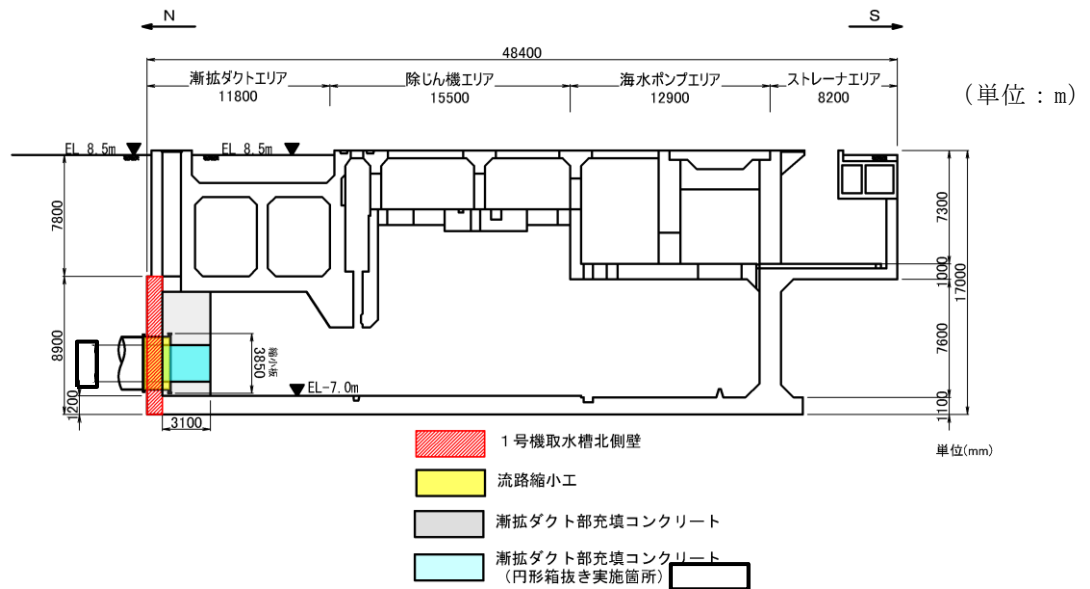 N
S
48400
漸拡ダクトエリア
除じん機エリア
海水ポンプエリア
ストレーナエリア
11800
15500
12900
8200
(単位：m)
EL 8.5m
EL 8.5m
7800
7300
1000
17000
8900
縮小板
3850
7600
EL-7.0m
1200
3100
1100
単位(mm)
1号機取水槽北側壁
流路縮小工
漸拡ダクト部充填コンクリート
漸拡ダクト部充填コンクリート
(円形箱抜き実施箇所)